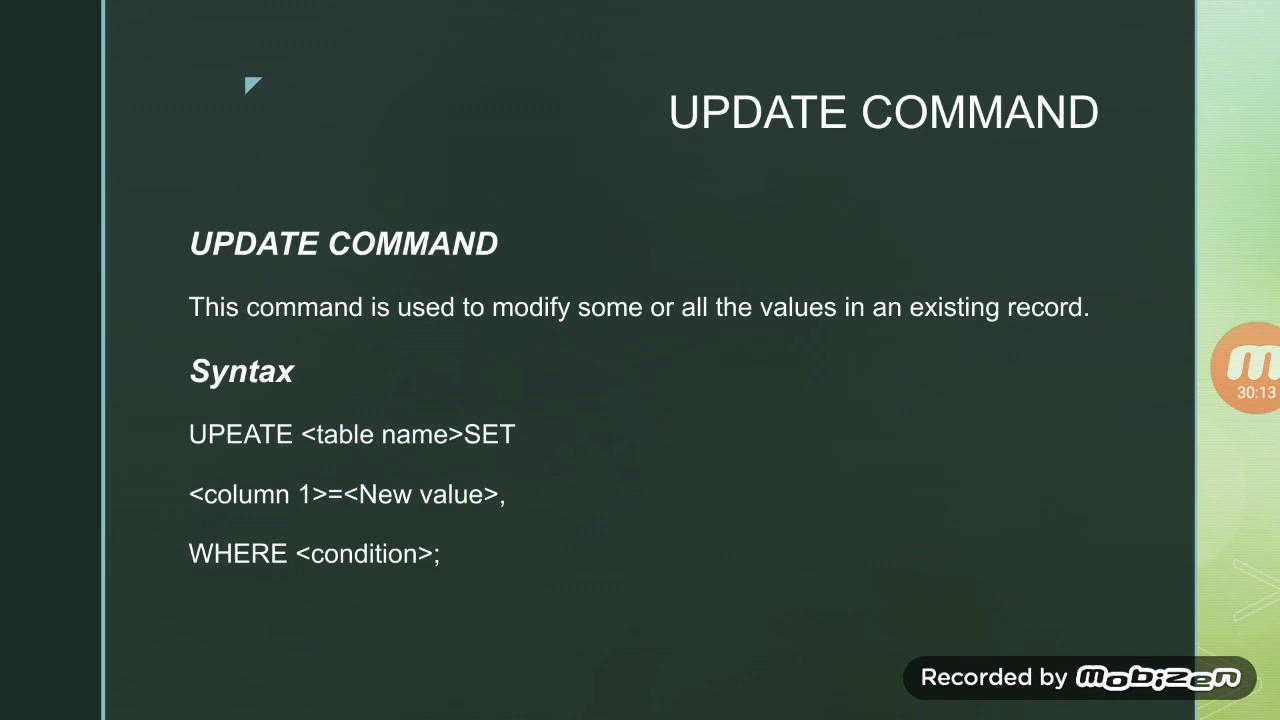 UPDATE COMMAND
UPDATE COMMAND
This command is used to modify some or all the values in an existing record.
Syntax
UPEATE <table name>SET
<column 1>=<New value>,
WHERE <condition>;
30:13
Recorded by mobizen